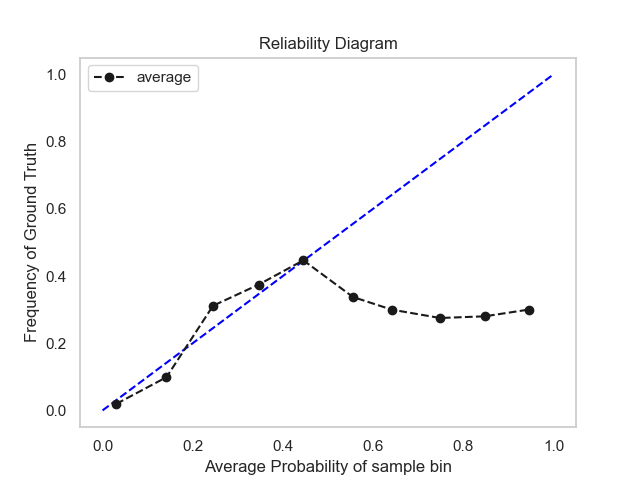 Reliability Diagram
average
Frequency of Ground Truth
1.0
0.8
0.6
0.4
0.2
0.0
0.0 0.2 0.4 0.6 0.8 1.0
Average Probability of sample bin